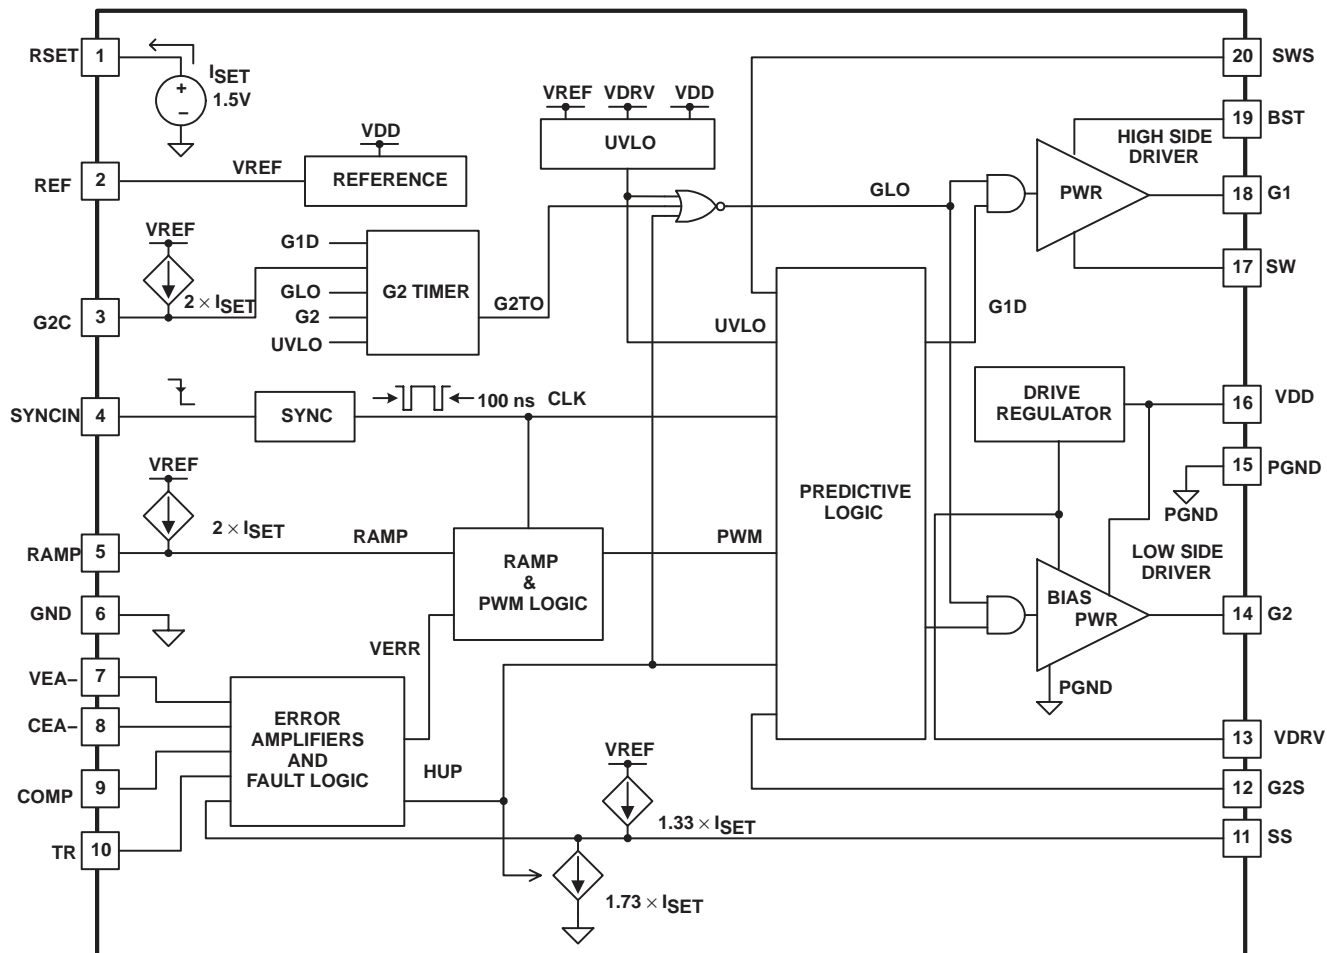 RSET
1
ISET
1.5V
+
−
REF
2
VREF
VDD
REFERENCE
VREF
VDRV
VDD
UVLO
GLO
20
SWS
19
BST
HIGH SIDE
DRIVER
PWR
18
G1
17
SW
VREF
2 × ISET
G2C
3
G1D
GLO
G2
UVLO
G2 TIMER
G2TO
UVLO
G1D
SYNCIN
4
SYNC
100 ns
CLK
DRIVE
REGULATOR
16
VDD
15
PGND
PGND
VREF
2 × ISET
RAMP
5
RAMP
RAMP
&
PWM LOGIC
PWM
PREDICTIVE
LOGIC
LOW SIDE
DRIVER
BIAS
PWR
14
G2
PGND
GND
6
VERR
VEA−
7
CEA−
8
COMP
9
TR
10
ERROR
AMPLIFIERS
AND
FAULT LOGIC
HUP
VREF
1.33 × ISET
1.73 × ISET
13
VDRV
12
G2S
11
SS